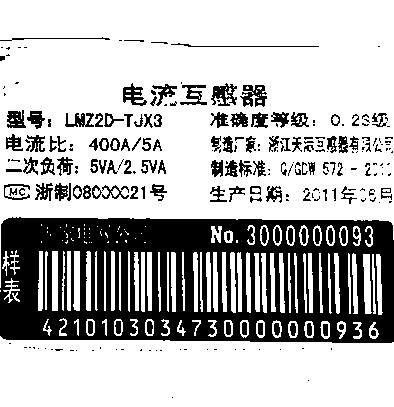 电流互感器
型号：LMZ2D-TJX3 准确度等级：0.2S级
电流比：400A/5A 制造厂家：浙江天际互感器有限公司
二次负荷：5VA/2.5VA 制造标准：Q/GDW 572-2010
MC 浙制08000021号 生产日期：2011年06月
No. 3000000093
样表
4210103034730000000936